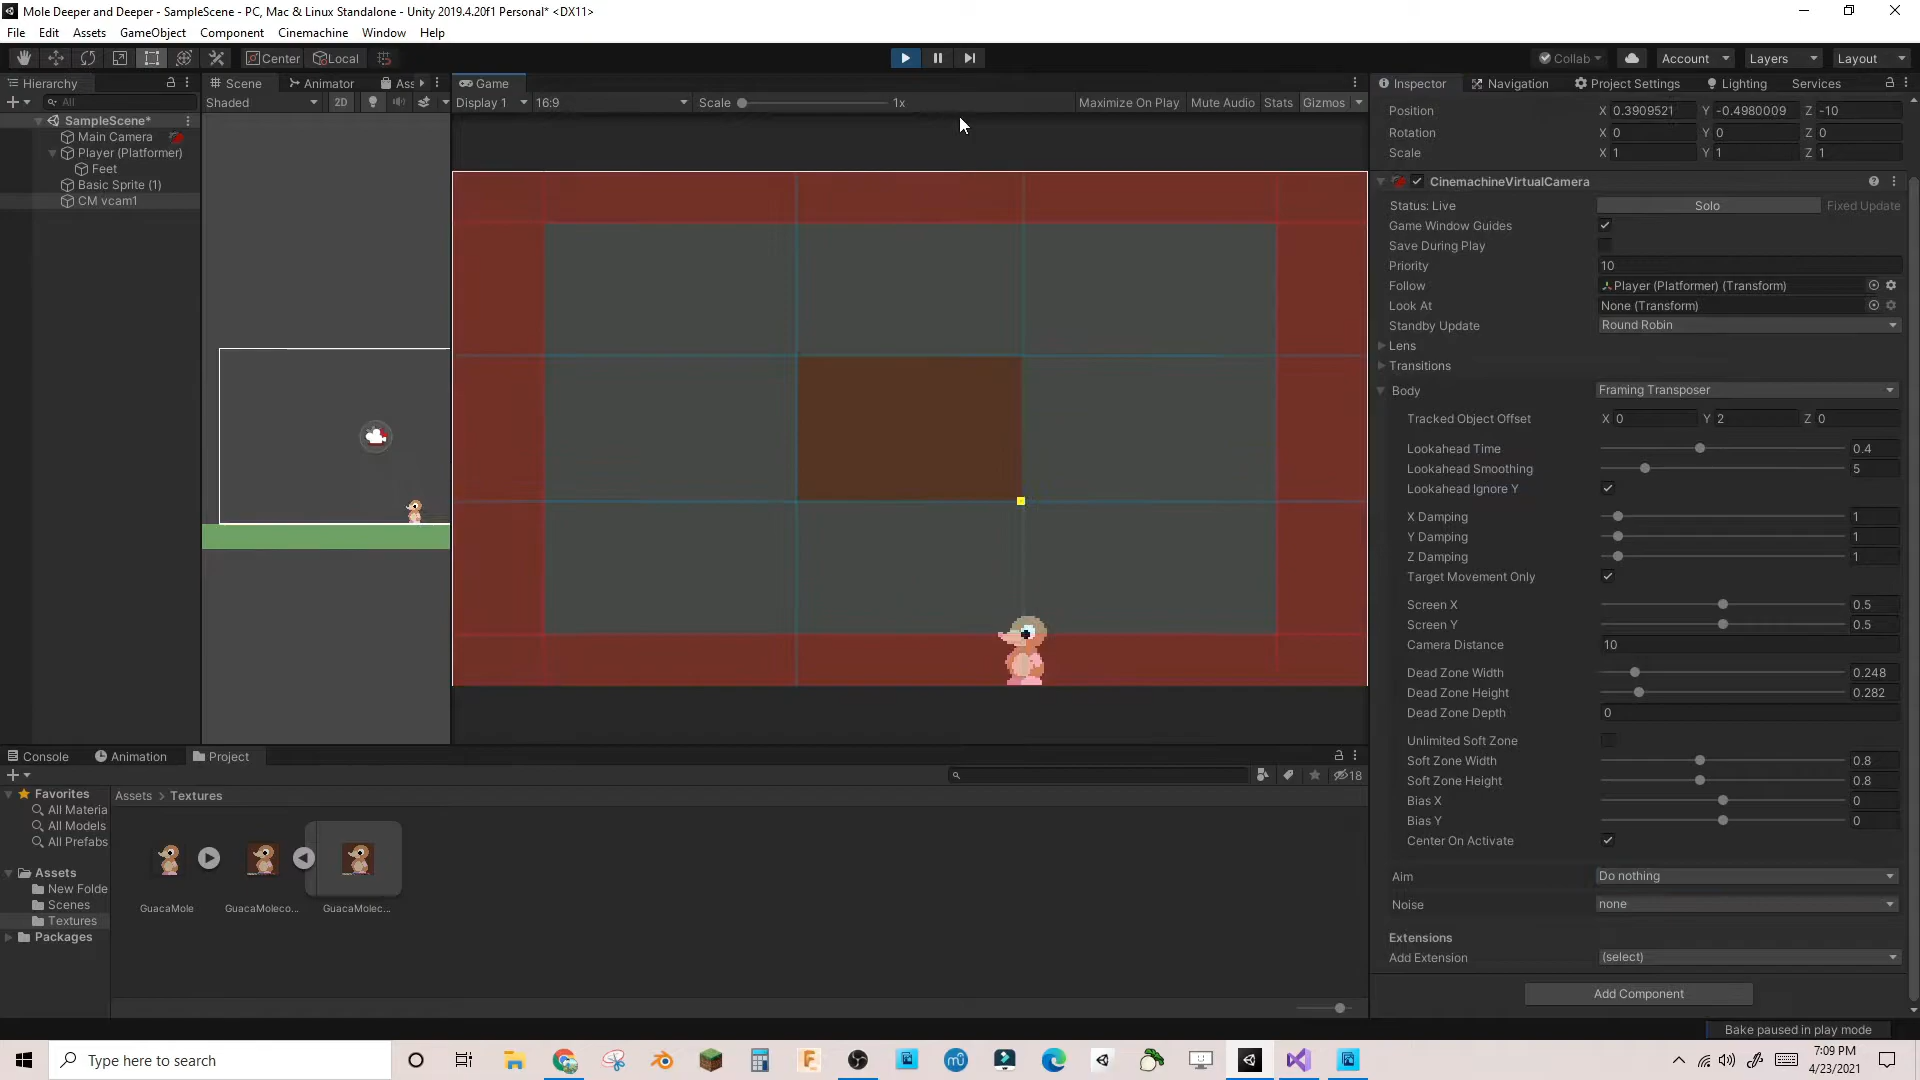 Mole Deeper and Deeper - SampleScene - PC, Mac & Linux Standalone - Unity 2019.4.20f1 Personal* <DX11>
File Edit Assets GameObject Component Cinemachine Window Help
Center Local Collab Account Layers Layout
Hierarchy Scene Animator Ass Game Inspector Navigation Project Settings Lighting Services
All Shaded 2D Display 1 16:9 Scale 1x Maximize On Play Mute Audio Stats Gizmos
SampleScene*
Main Camera
Player (Platformer)
Feet
Basic Sprite (1)
CM vcam1
Position X 0.3909521 Y -0.4980009 Z -10
Rotation X 0 Y 0 Z 0
Scale X 1 Y 1 Z 1
CinemachineVirtualCamera
Status: Live Solo Fixed Update
Game Window Guides
Save During Play
Priority 10
Follow Player (Platformer) (Transform)
Look At None (Transform)
Standby Update Round Robin
Lens
Transitions
Body Framing Transposer
Tracked Object Offset X 0 Y 2 Z 0
Lookahead Time 0.4
Lookahead Smoothing 5
Lookahead Ignore Y
X Damping 1
Y Damping 1
Z Damping 1
Target Movement Only
Screen X 0.5
Screen Y 0.5
Camera Distance 10
Dead Zone Width 0.248
Dead Zone Height 0.282
Dead Zone Depth 0
Unlimited Soft Zone
Soft Zone Width 0.8
Soft Zone Height 0.8
Bias X 0
Bias Y 0
Center On Activate
Aim Do nothing
Noise none
Extensions
Add Extension (select)
Add Component
Console Animation Project
18
Favorites
All Materia
All Models
All Prefabs
Assets
New Folde
Scenes
Textures
Packages
Assets > Textures
GuacaMole GuacaMoleco... GuacaMolec...
Bake paused in play mode
Type here to search
7:09 PM
4/23/2021